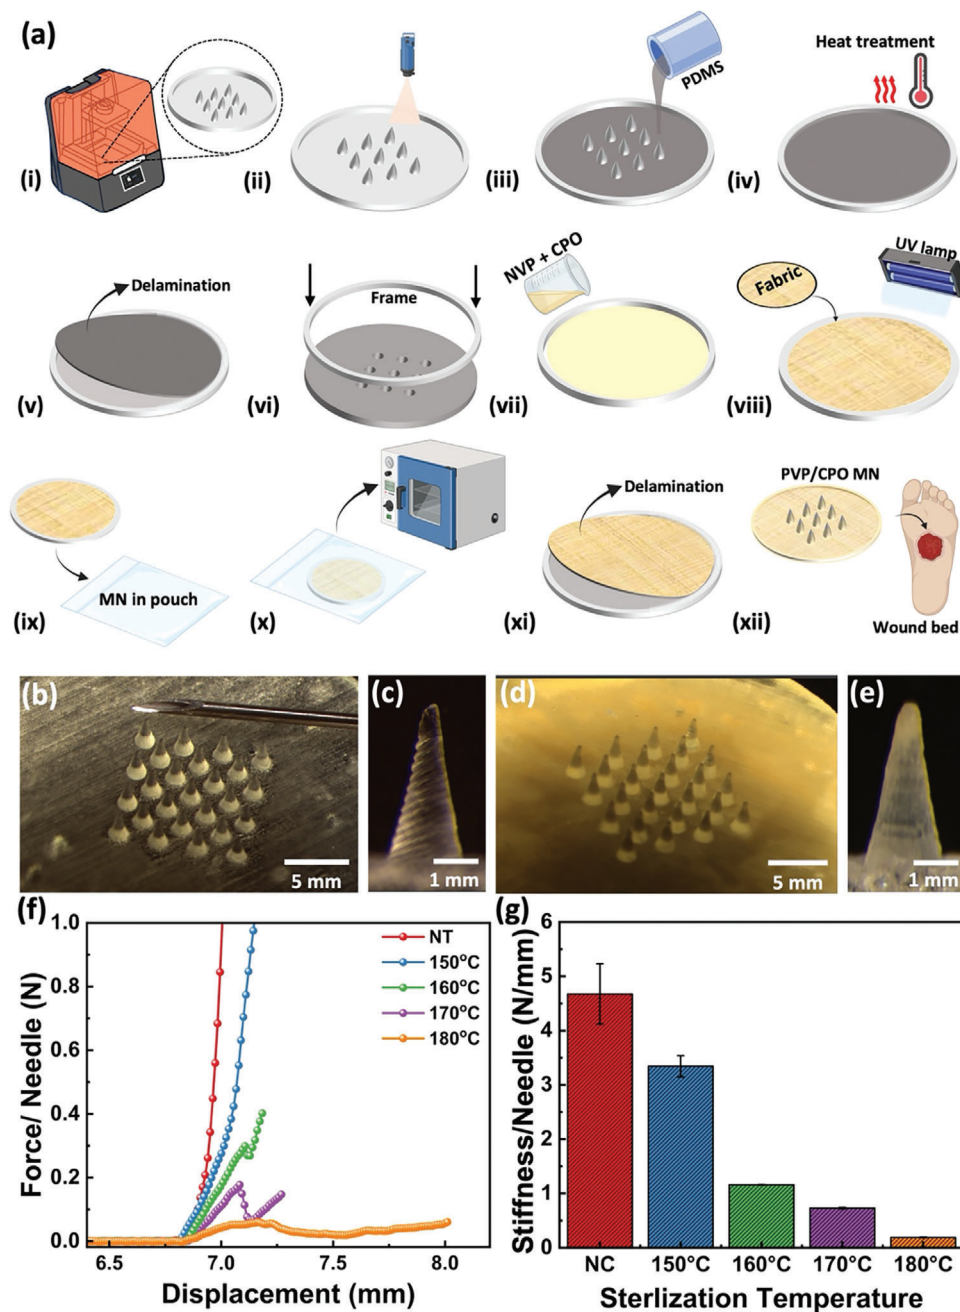 (a)
PDMS
Heat treatment
(i)
(ii)
(iii)
(iv)
Delamination
Frame
NVP + CPO
Fabric
UV lamp
(v)
(vi)
(vii)
(viii)
MN in pouch
Delamination
PVP/CPO MN
(ix)
(x)
(xi)
(xii)
Wound bed
(b)
5 mm
(c)
1 mm
(d)
5 mm
(e)
1 mm
(f)
1.0
0.8
0.6
0.4
0.2
0.0
6.5
7.0
7.5
8.0
Force/ Needle (N)
Displacement (mm)
NT
150°C
160°C
170°C
180°C
(g)
6
5
4
3
2
1
0
Stiffness/Needle (N/mm)
NC
150°C
160°C
170°C
180°C
Sterlization Temperature